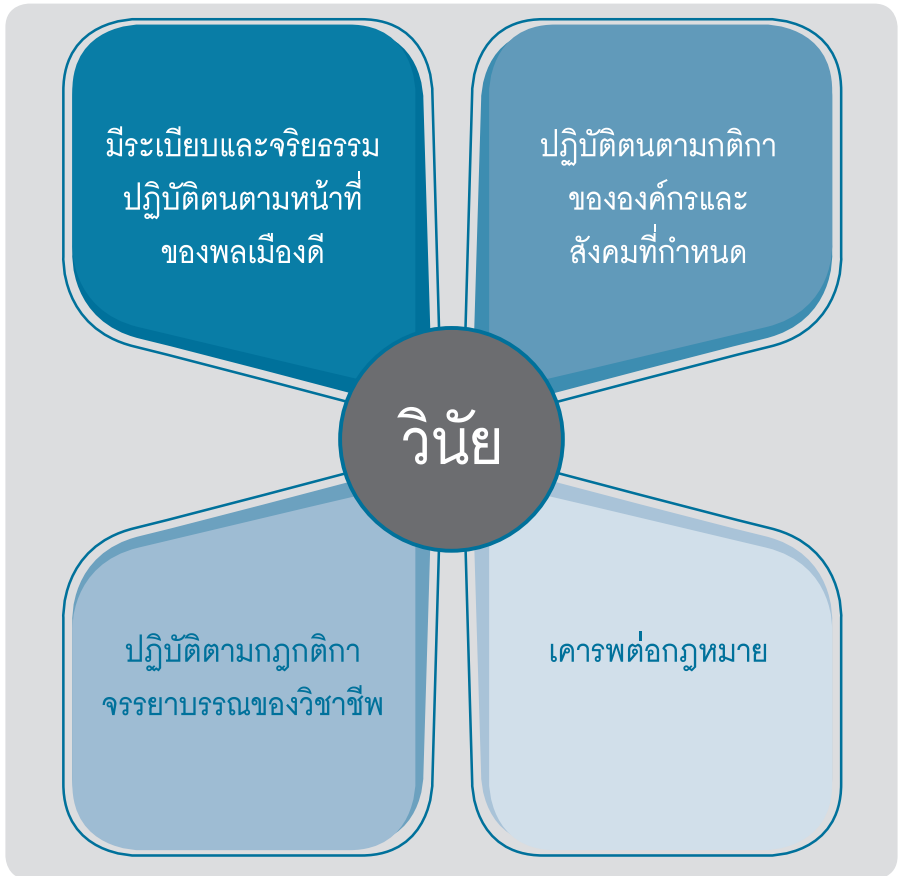 มีระเบียบและจริยธรรม
ปฏิบัติตนตามหน้าที่
ของพลเมืองดี
ปฏิบัติตนตามกติกา
ขององค์กรและ
สังคมที่กำหนด
วินัย
ปฏิบัติตามกฎกติกา
จรรยาบรรณของวิชาชีพ
เคารพต่อกฎหมาย